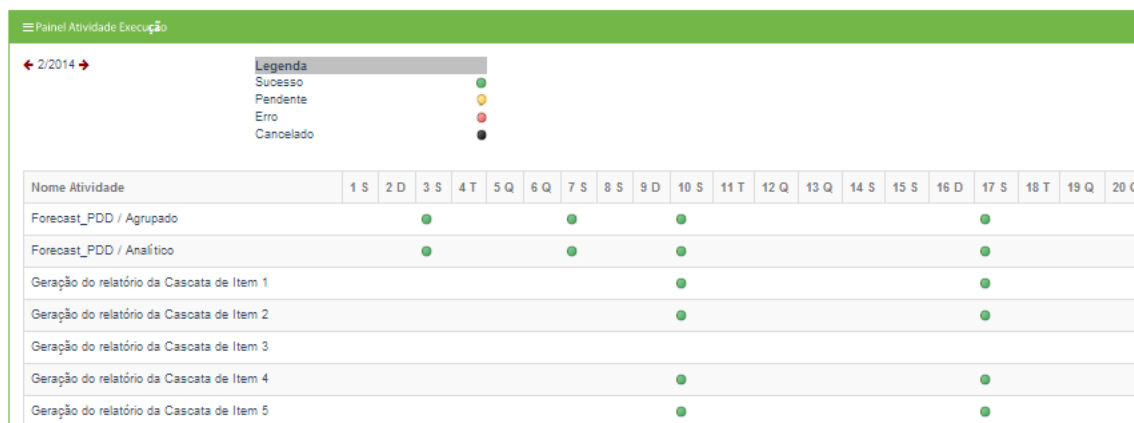 Painel Atividade Execução
2/2014
Legenda
Sucesso
Pendente
Erro
Cancelado
Nome Atividade 1 S 2 D 3 S 4 T 5 Q 6 Q 7 S 8 S 9 D 10 S 11 T 12 Q 13 Q 14 S 15 S 16 D 17 S 18 T 19 Q 20
Forecast_PDD / Agrupado
Forecast_PDD / Analítico
Geração do relatório da Cascata de Item 1
Geração do relatório da Cascata de Item 2
Geração do relatório da Cascata de Item 3
Geração do relatório da Cascata de Item 4
Geração do relatório da Cascata de Item 5